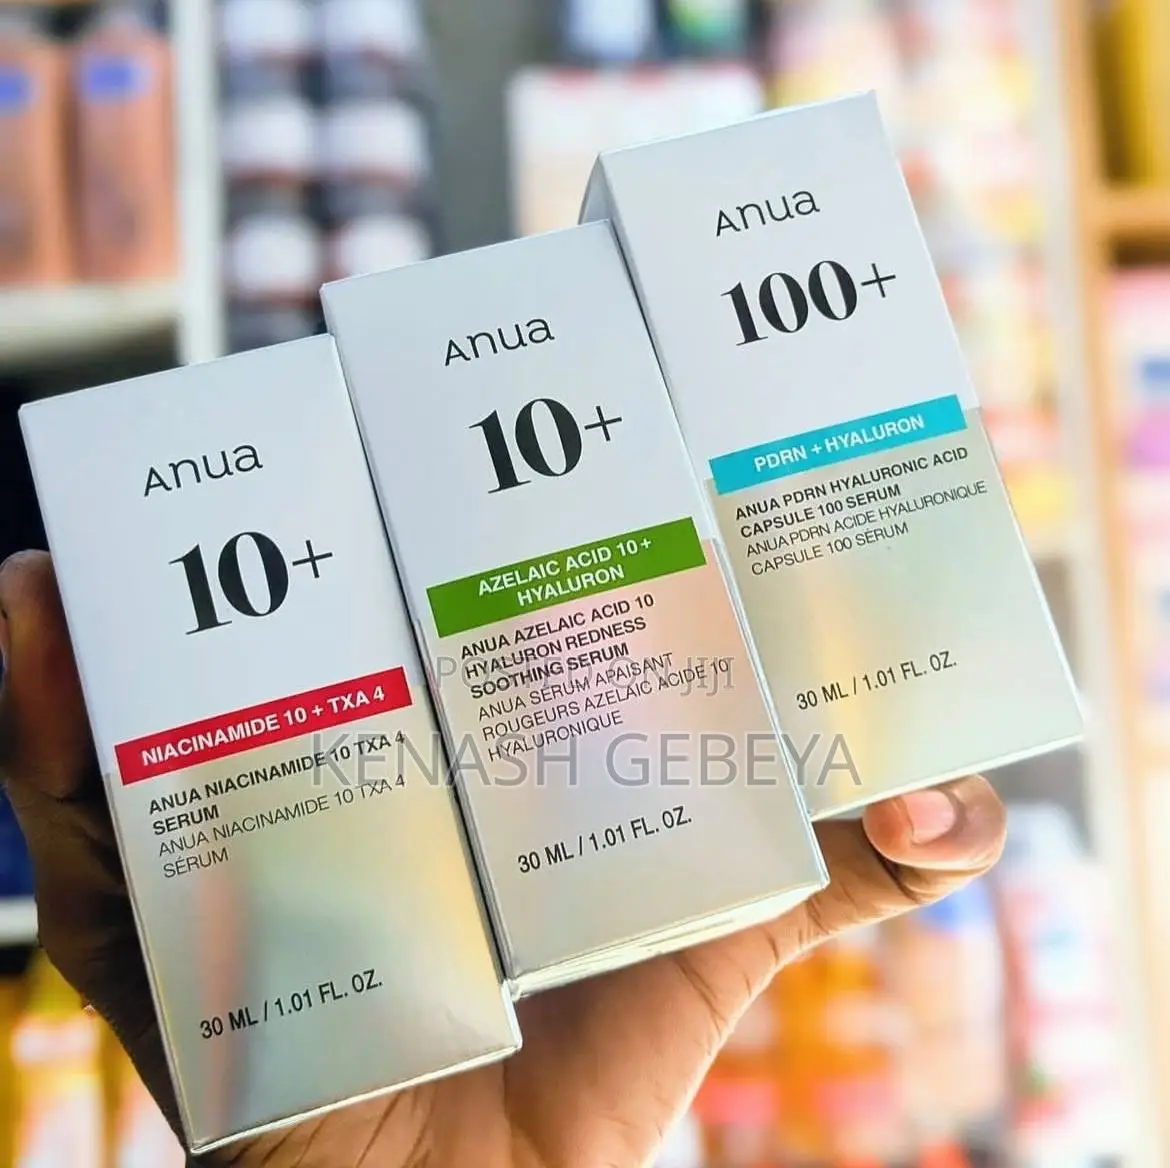 Anua
10+
NIACINAMIDE 10 + TXA 4
ANUA NIACINAMIDE 10 TXA 4
SERUM
ANUA NIACINAMIDE 10 TXA 4
SÉRUM
30 ML / 1.01 FL. OZ.
Anua
10+
AZELAIC ACID 10+
HYALURON
ANUA AZELAIC ACID 10
HYALURON REDNESS
SOOTHING SERUM
ANUA SÉRUM APAISANT
ROUGEURS AZELAIC ACIDE 10
HYALURONIQUE
30 ML / 1.01 FL. OZ.
Anua
100+
PDRN + HYALURON
ANUA PDRN HYALURONIC ACID
CAPSULE 100 SERUM
ANUA PDRN ACIDE HYALURONIQUE
CAPSULE 100 SÉRUM
30 ML / 1.01 FL. OZ.
POSTED ON JIJI
KENASH GEBEYA